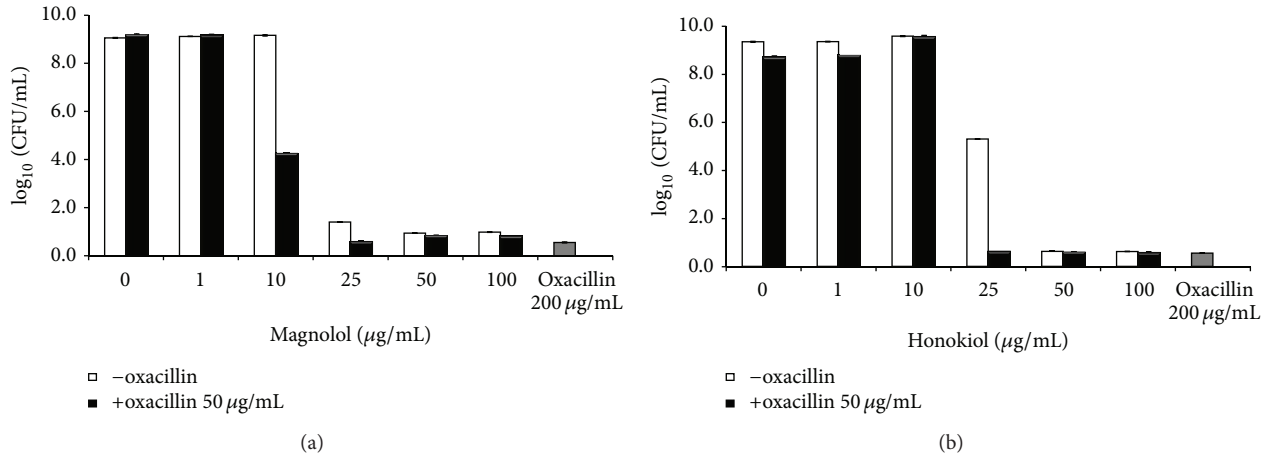 10.0
8.0
6.0
4.0
2.0
0.0
log10 (CFU/mL)
0 1 10 25 50 100 Oxacillin
200 μg/mL
Magnolol (μg/mL)
−oxacillin
+oxacillin 50 μg/mL
(a)
10.0
8.0
6.0
4.0
2.0
0.0
log10 (CFU/mL)
0 1 10 25 50 100 Oxacillin
200 μg/mL
Honokiol (μg/mL)
−oxacillin
+oxacillin 50 μg/mL
(b)